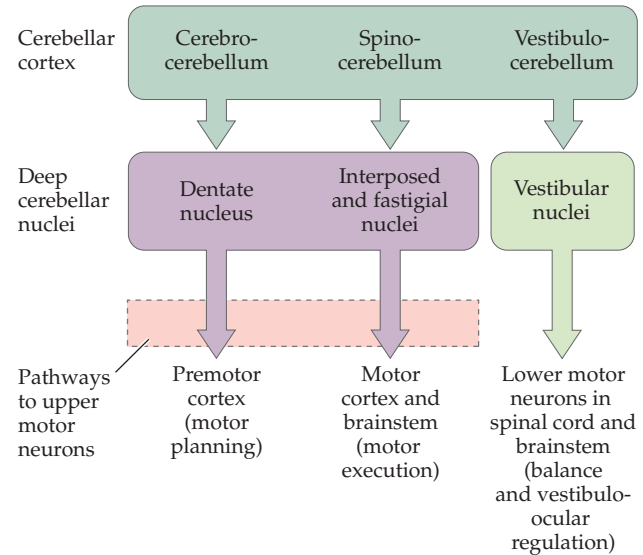 Cerebellar
cortex
Cerebro-
cerebellum
Spino-
cerebellum
Vestibulo-
cerebellum
Deep
cerebellar
nuclei
Dentate
nucleus
Interposed
and fastigial
nuclei
Vestibular
nuclei
Pathways
to upper
motor
neurons
Premotor
cortex
(motor
planning)
Motor
cortex and
brainstem
(motor
execution)
Lower motor
neurons in
spinal cord and
brainstem
(balance
and vestibulo-
ocular
regulation)